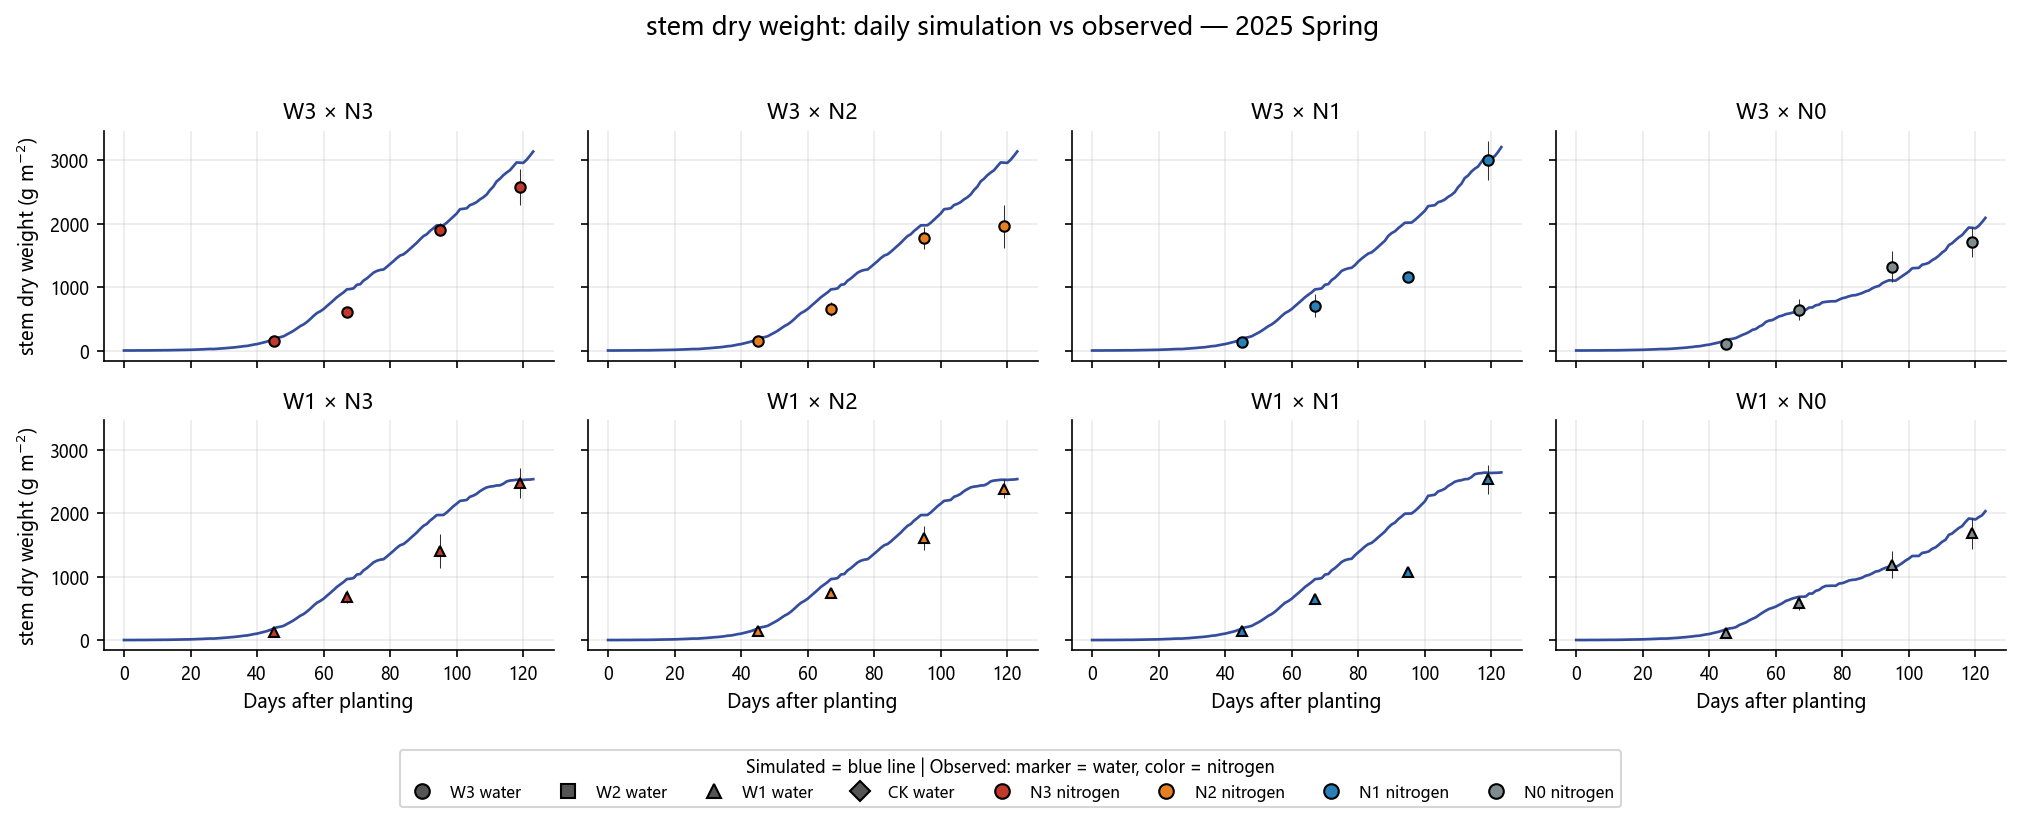 stem dry weight: daily simulation vs observed — 2025 Spring
W3 × N3
W3 × N2
W3 × N1
W3 × N0
stem dry weight (g m⁻²)
3000
2000
1000
0
W1 × N3
W1 × N2
W1 × N1
W1 × N0
stem dry weight (g m⁻²)
3000
2000
1000
0
0 20 40 60 80 100 120
0 20 40 60 80 100 120
0 20 40 60 80 100 120
0 20 40 60 80 100 120
Days after planting
Days after planting
Days after planting
Days after planting
Simulated = blue line | Observed: marker = water, color = nitrogen
W3 water W2 water W1 water CK water N3 nitrogen N2 nitrogen N1 nitrogen N0 nitrogen